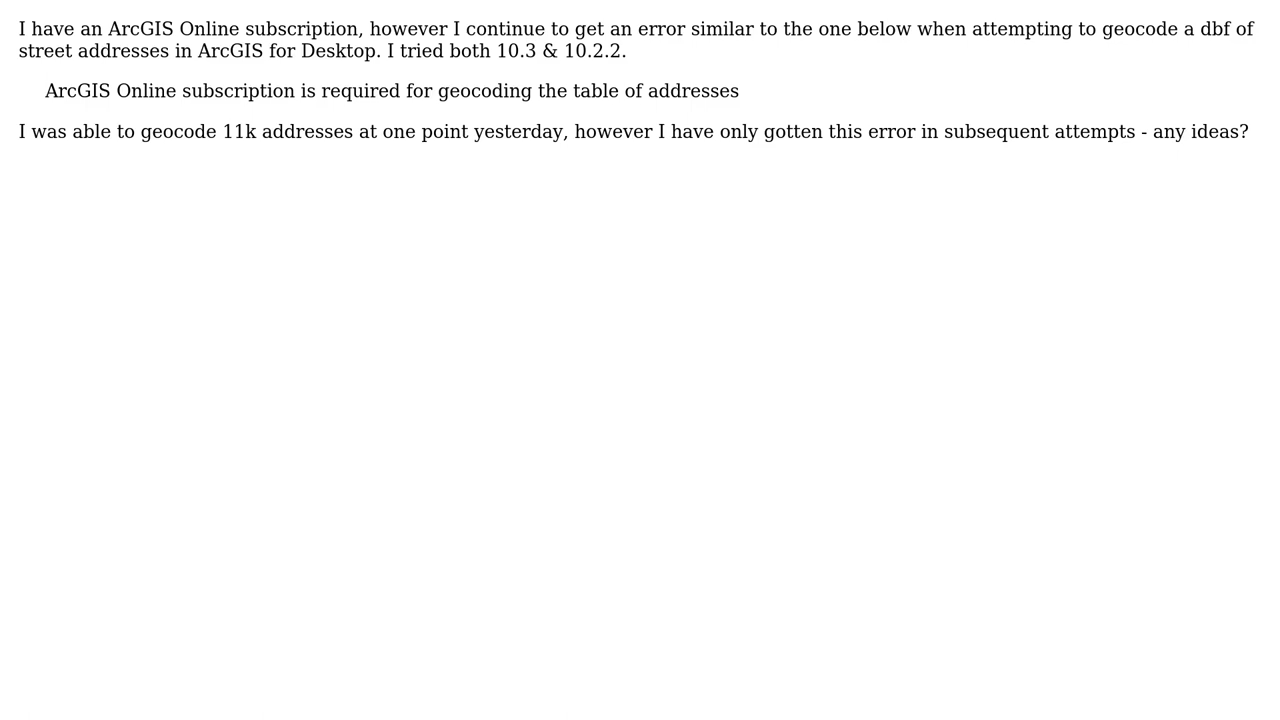 I have an ArcGIS Online subscription, however I continue to get an error similar to the one below when attempting to geocode a dbf of
street addresses in ArcGIS for Desktop. I tried both 10.3 & 10.2.2.
ArcGIS Online subscription is required for geocoding the table of addresses
I was able to geocode 11k addresses at one point yesterday, however I have only gotten this error in subsequent attempts - any ideas?